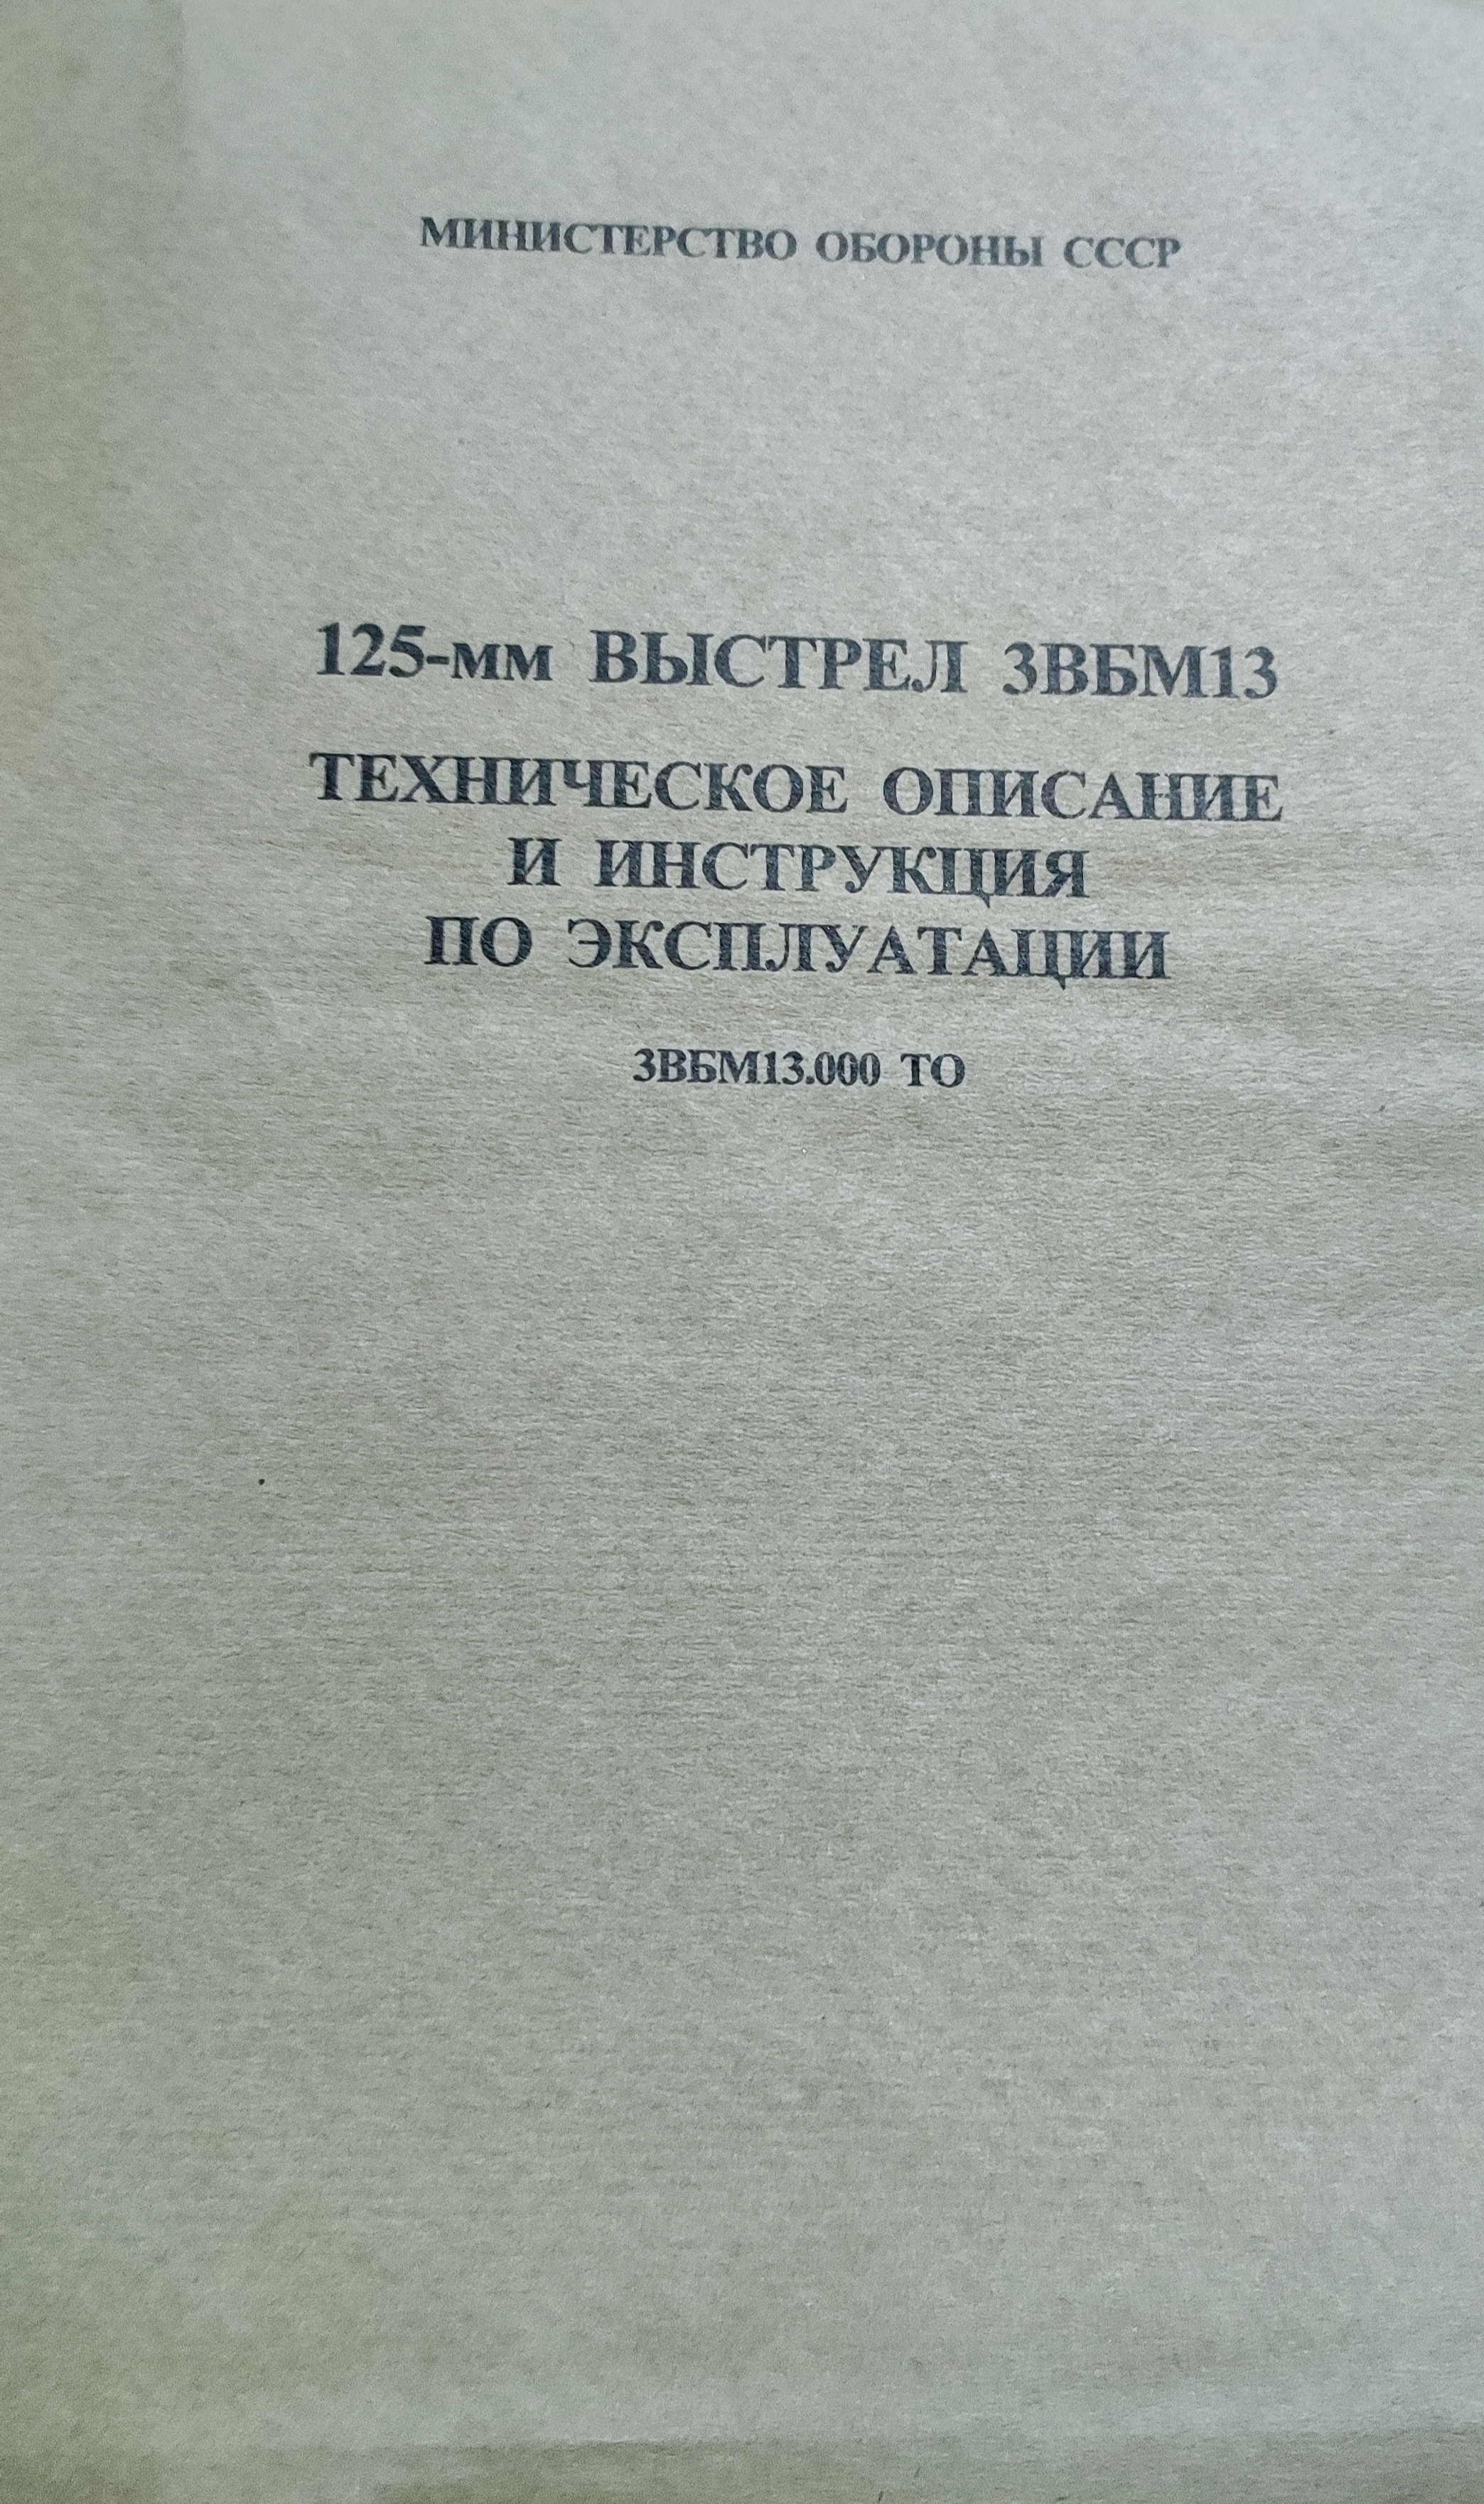 МИНИСТЕРСТВО ОБОРОНЫ СССР
125-мм ВЫСТРЕЛ 3ВБМ13
ТЕХНИЧЕСКОЕ ОПИСАНИЕ
И ИНСТРУКЦИЯ
ПО ЭКСПЛУАТАЦИИ
3ВБМ13.000 ТО